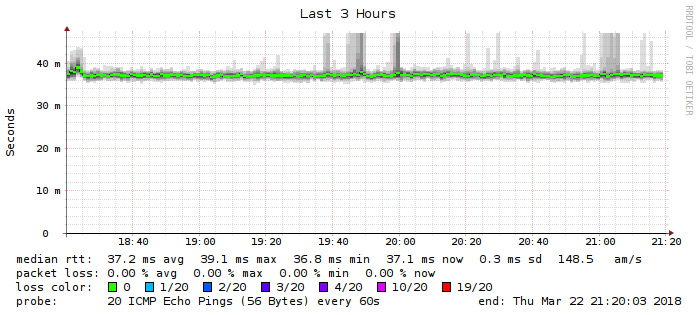 Last 3 Hours
RRDTOOL / TOBI OETIKER
Seconds
40 m
30 m
20 m
10 m
0
18:40 19:00 19:20 19:40 20:00 20:20 20:40 21:00 21:20
median rtt: 37.2 ms avg 39.1 ms max 36.8 ms min 37.1 ms now 0.3 ms sd 148.5 am/s
packet loss: 0.00 % avg 0.00 % max 0.00 % min 0.00 % now
loss color: 0 1/20 2/20 3/20 4/20 10/20 19/20
probe: 20 ICMP Echo Pings (56 Bytes) every 60s end: Thu Mar 22 21:20:03 2018